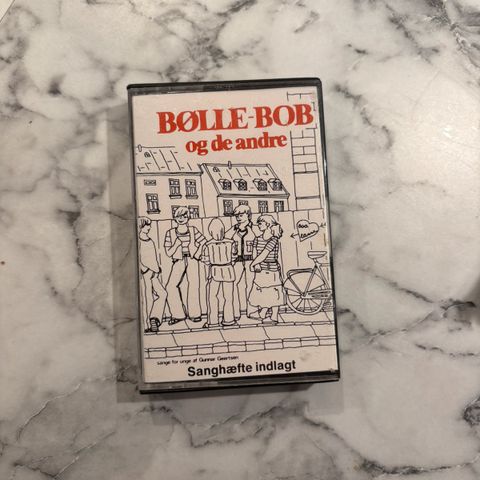 BØLLE-BOB
og de andre
sange for unge af Gunnar Geertsen
Sanghæfte indlagt